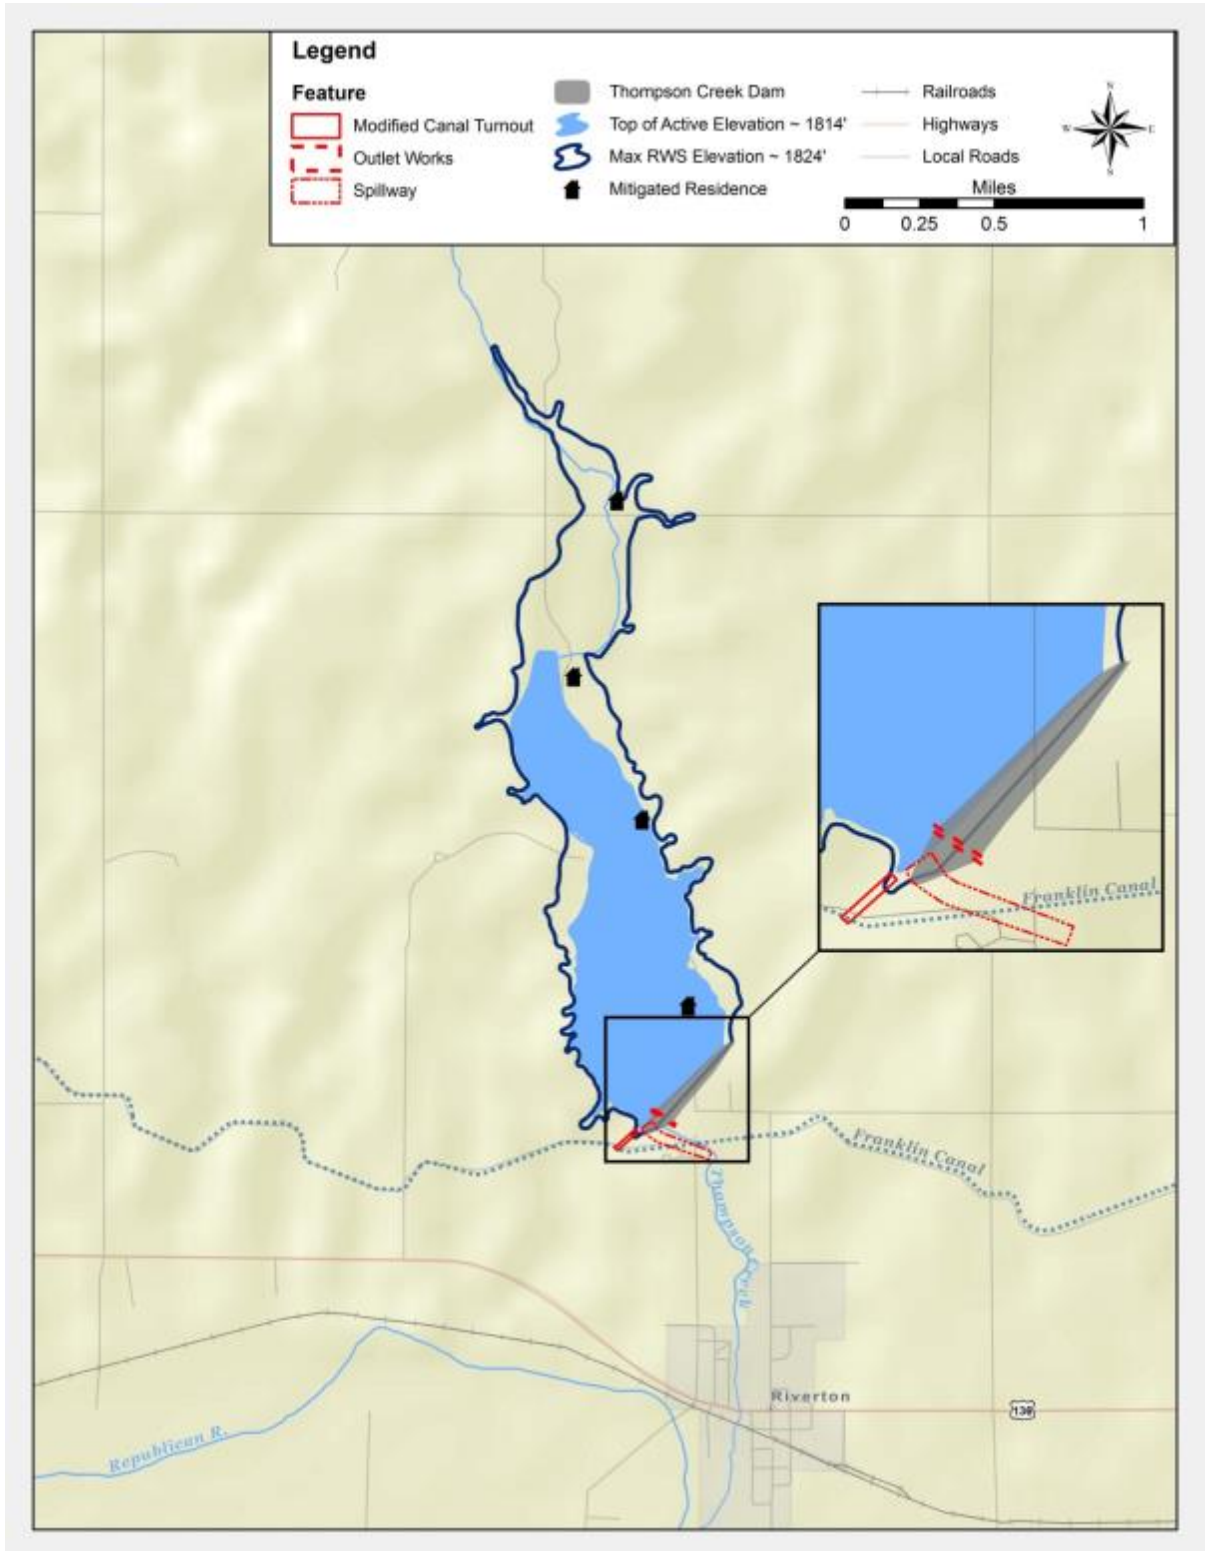 Legend
Feature
Modified Canal Turnout
Outlet Works
Spillway
Thompson Creek Dam
Top of Active Elevation ~ 1814'
Max RWS Elevation ~ 1824'
Mitigated Residence
Railroads
Highways
Local Roads
N
W E
S
Miles
0 0.25 0.5 1
Franklin Canal
Franklin Canal
Thompson Creek
Riverton
136
Republican R.